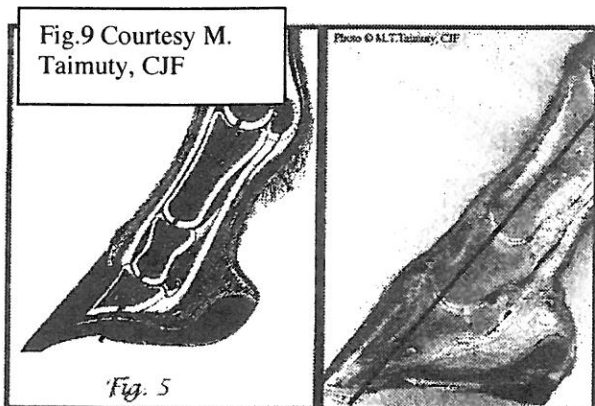 Fig.9 Courtesy M.
Taimuty, CJF
Photo © M.T.Taimuty, CJF
Fig. 5